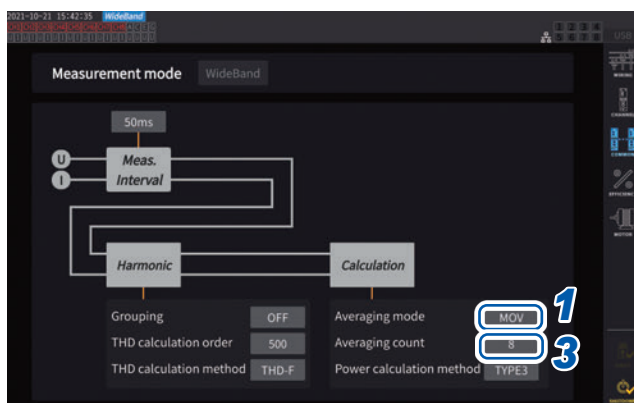 2021-10-21 15:42:35 WideBand
USB
Measurement mode WideBand
WIRING
CHANNEL
50ms
U
Meas.
Interval
I
COMMON
EFFICIENCY
MOTOR
Harmonic
Calculation
Grouping OFF
Averaging mode MOV
1
THD calculation order 500
Averaging count 8
3
THD calculation method THD-F
Power calculation method TYPE3